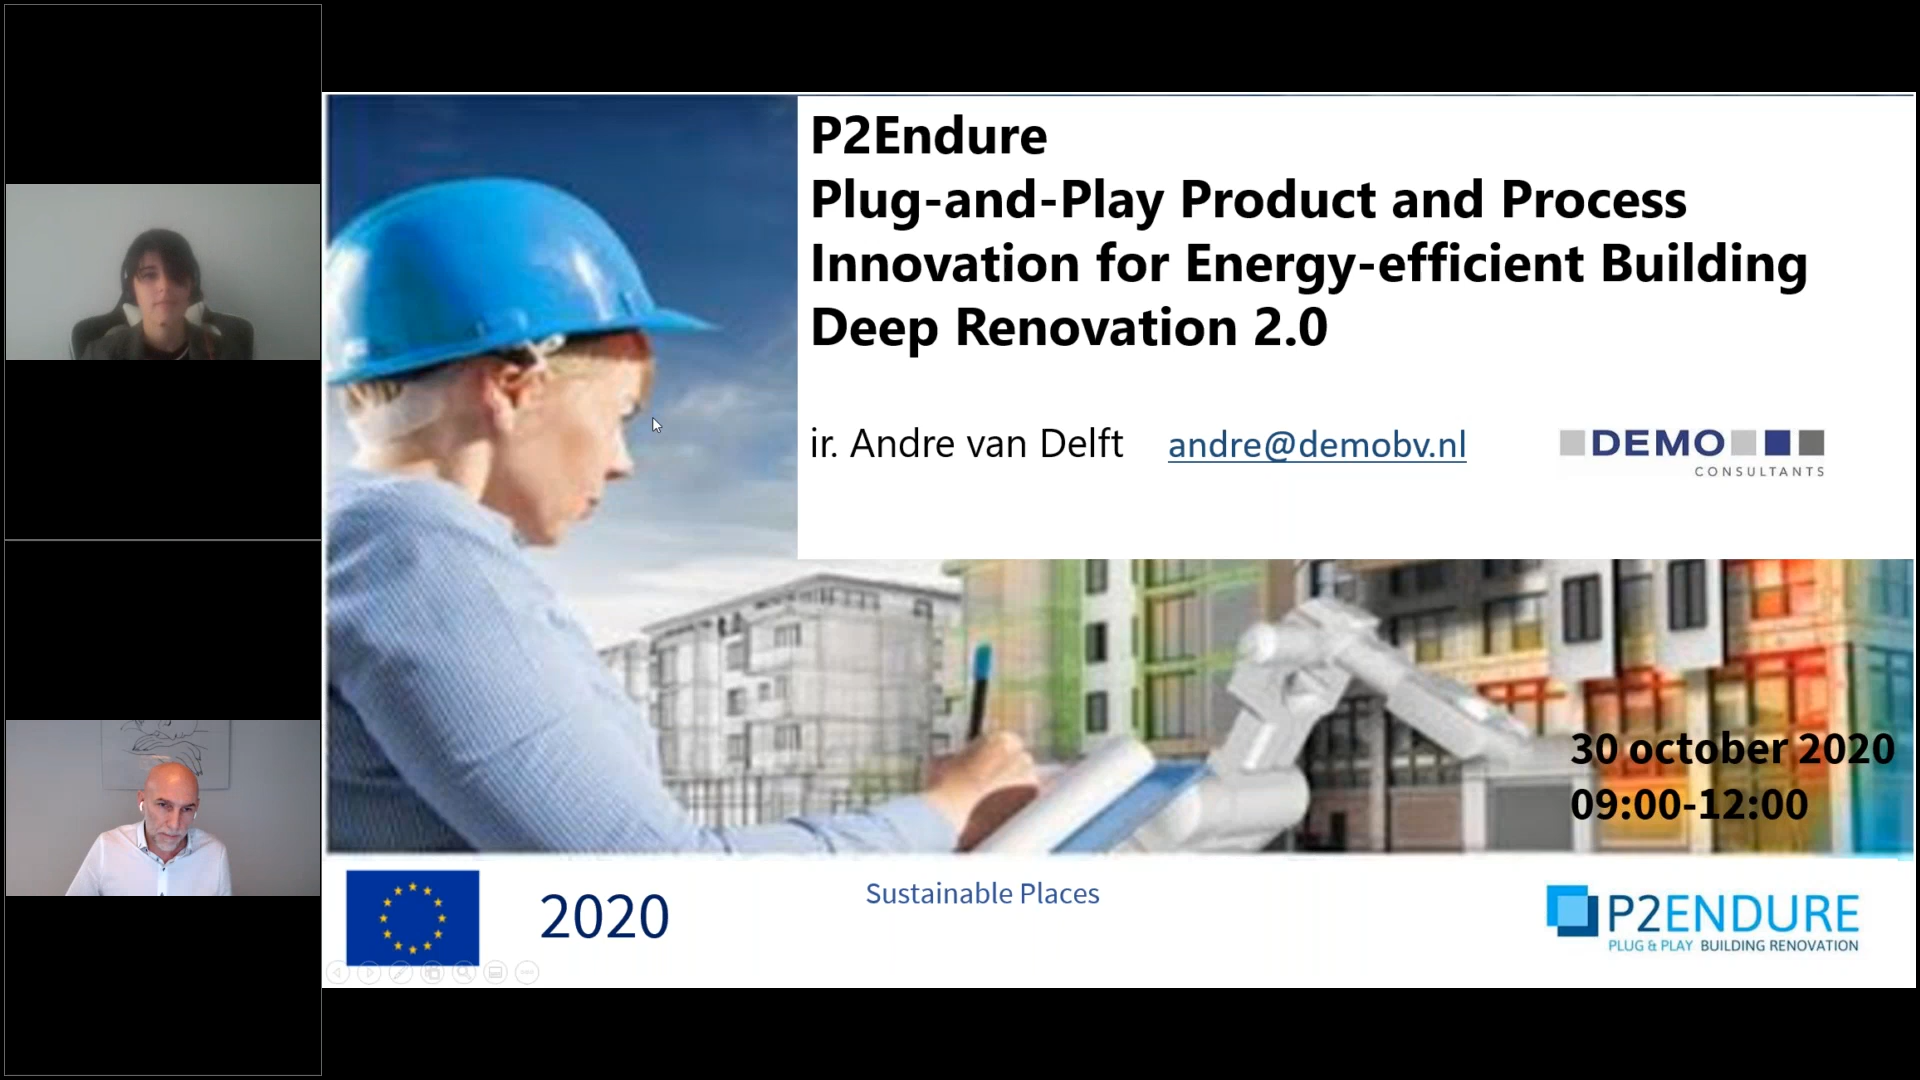 P2Endure
Plug-and-Play Product and Process
Innovation for Energy-efficient Building
Deep Renovation 2.0
ir. Andre van Delft andre@demobv.nl
DEMO
CONSULTANTS
30 october 2020
09:00-12:00
2020
Sustainable Places
P2ENDURE
PLUG & PLAY BUILDING RENOVATION